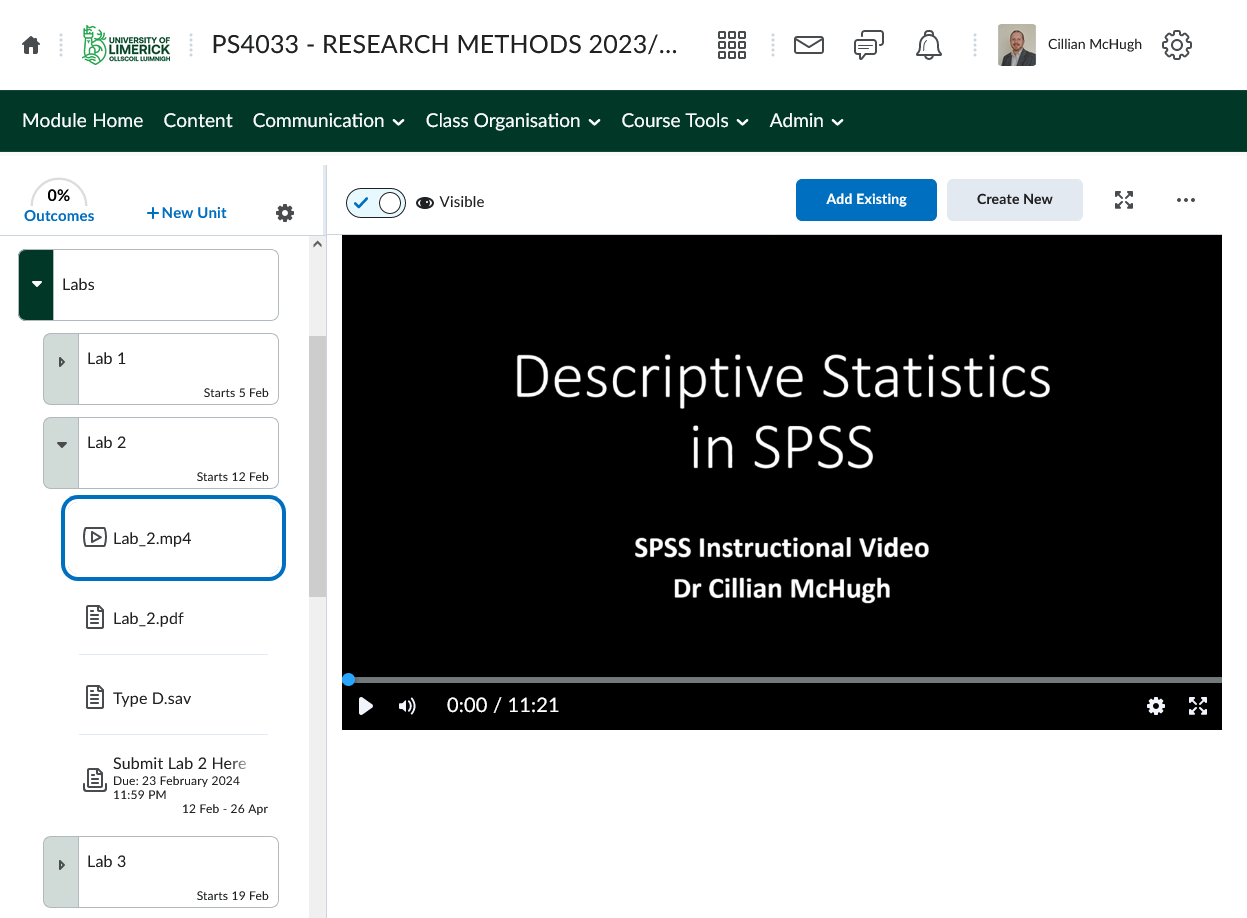 UNIVERSITY OF
LIMERICK
OLLSCOIL LUIMNIGH
PS4033 - RESEARCH METHODS 2023/...
Cillian McHugh
Module Home Content Communication Class Organisation Course Tools Admin
0%
Outcomes
+ New Unit
Visible
Add Existing
Create New
Labs
Lab 1
Starts 5 Feb
Lab 2
Starts 12 Feb
Lab_2.mp4
Lab_2.pdf
Type D.sav
Submit Lab 2 Here
Due: 23 February 2024
11:59 PM
12 Feb - 26 Apr
Lab 3
Starts 19 Feb
Descriptive Statistics
in SPSS
SPSS Instructional Video
Dr Cillian McHugh
0:00 / 11:21